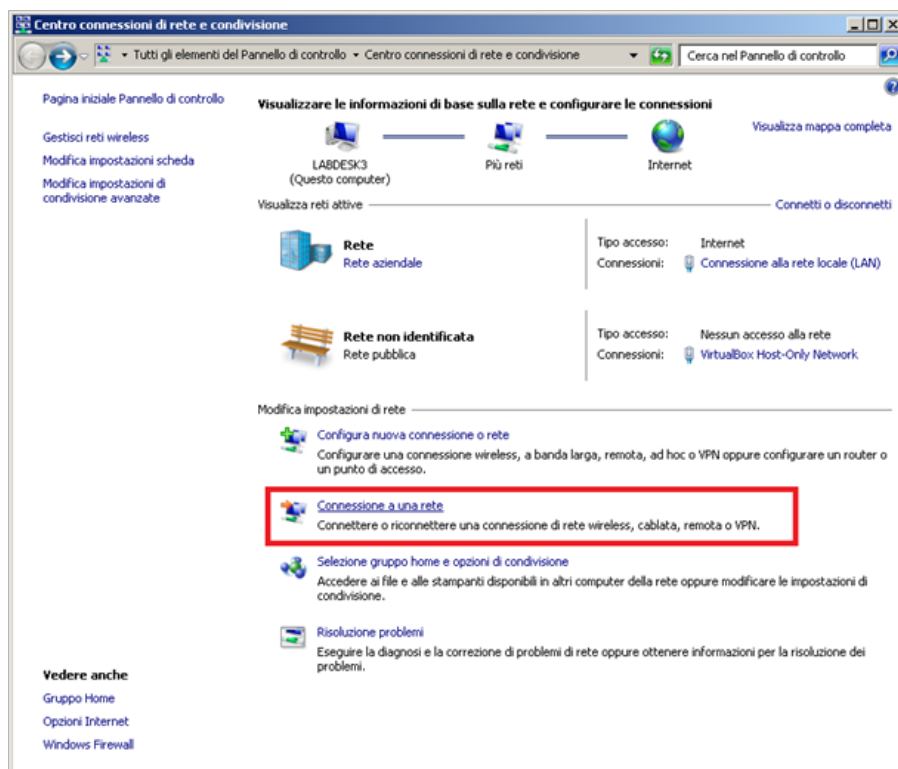 Centro connessioni di rete e condivisione
Tutti gli elementi del Pannello di controllo Centro connessioni di rete e condivisione
Cerca nel Pannello di controllo
Pagina iniziale Pannello di controllo
Gestisci reti wireless
Modifica impostazioni scheda
Modifica impostazioni di
condivisione avanzate
Visualizzare le informazioni di base sulla rete e configurare le connessioni
Visualizza mappa completa
LABDESK3
(Questo computer)
Più reti
Internet
Visualizza reti attive
Connetti o disconnetti
Rete
Rete aziendale
Tipo accesso: Internet
Connessioni: Connessione alla rete locale (LAN)
Rete non identificata
Rete pubblica
Tipo accesso: Nessun accesso alla rete
Connessioni: VirtualBox Host-Only Network
Modifica impostazioni di rete
Configura nuova connessione o rete
Configurare una connessione wireless, a banda larga, remota, ad hoc o VPN oppure configurare un router o
un punto di accesso.
Connessione a una rete
Connettere o riconnettere una connessione di rete wireless, cablata, remota o VPN.
Selezione gruppo home e opzioni di condivisione
Accedere ai file e alle stampanti disponibili in altri computer della rete oppure modificare le impostazioni di
condivisione.
Risoluzione problemi
Eseguire la diagnosi e la correzione di problemi di rete oppure ottenere informazioni per la risoluzione dei
problemi.
Vedere anche
Gruppo Home
Opzioni Internet
Windows Firewall